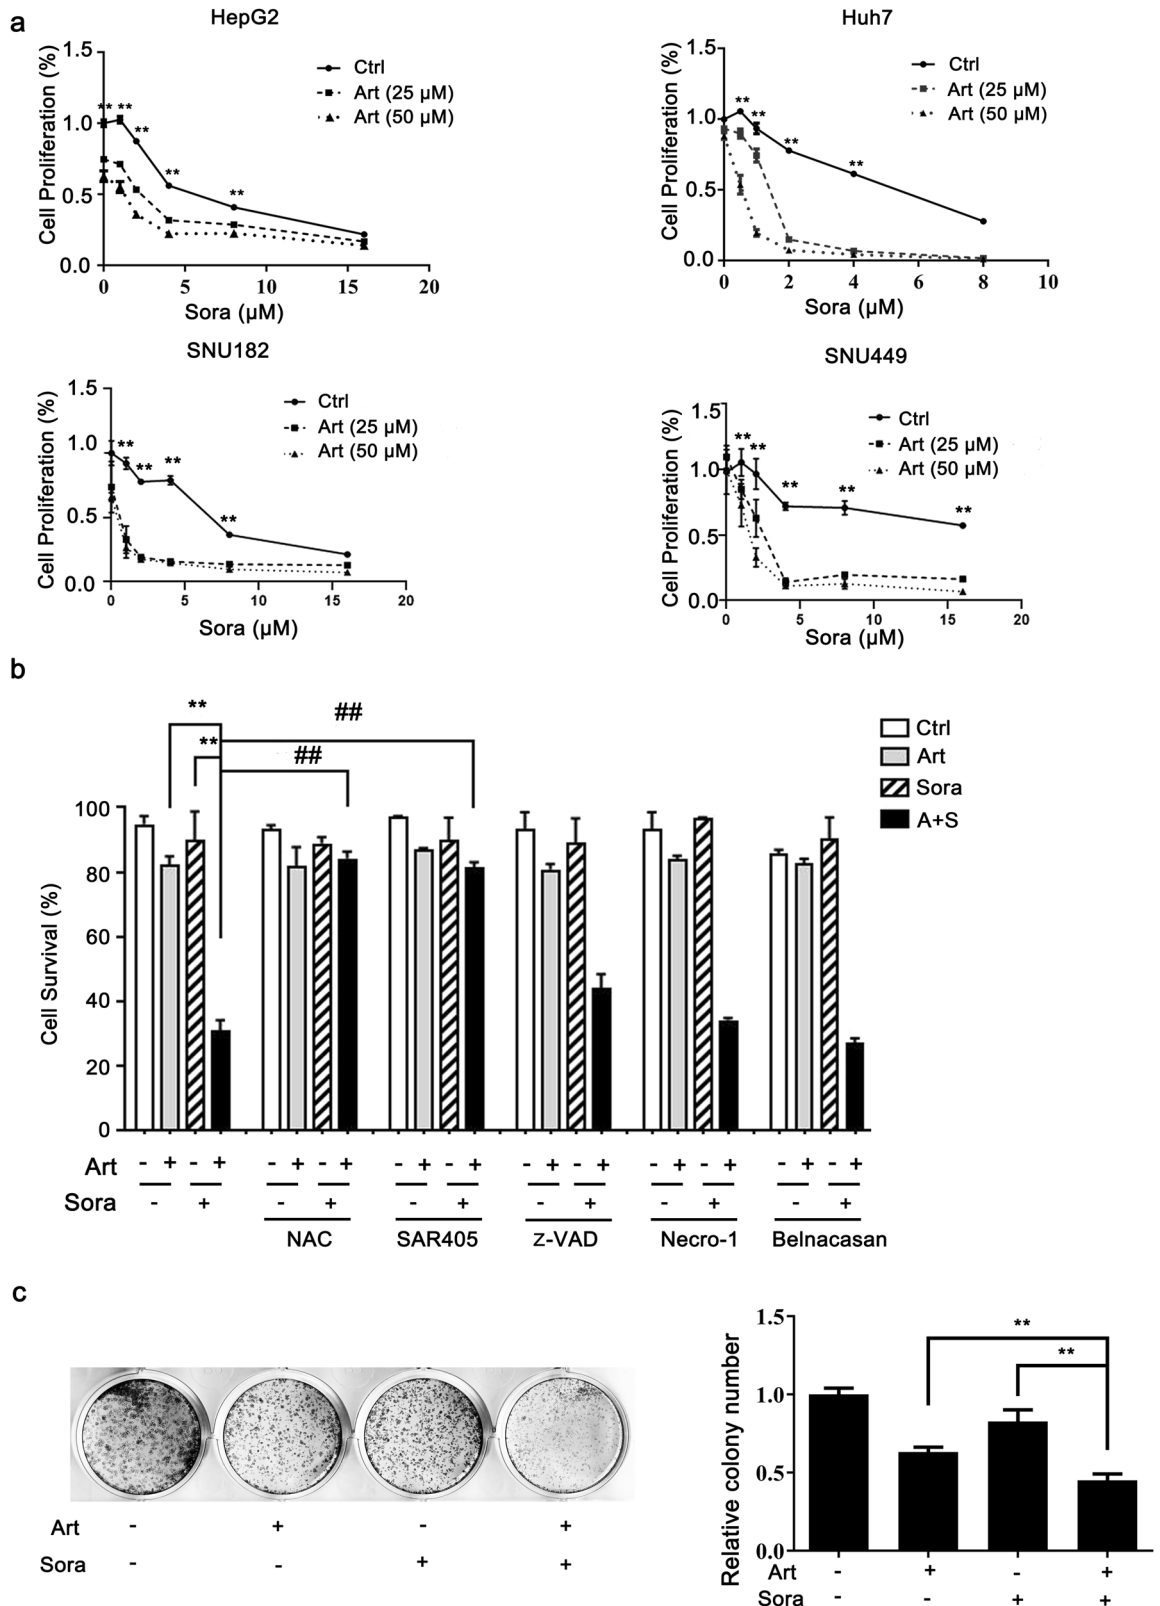 a
HepG2
Cell Proliferation (%)
1.5
1.0
0.5
0.0
** ** ** ** **
Ctrl
Art (25 µM)
Art (50 µM)
0 5 10 15 20
Sora (µM)
Huh7
Cell Proliferation (%)
1.5
1.0
0.5
0.0
** ** ** **
Ctrl
Art (25 µM)
Art (50 µM)
0 2 4 6 8 10
Sora (µM)
SNU182
Cell Proliferation (%)
1.5
1.0
0.5
0.0
** ** ** **
Ctrl
Art (25 µM)
Art (50 µM)
0 5 10 15 20
Sora (µM)
SNU449
Cell Proliferation (%)
1.5
1.0
0.5
0.0
** ** ** ** **
Ctrl
Art (25 µM)
Art (50 µM)
0 5 10 15 20
Sora (µM)
b
Cell Survival (%)
100
80
60
40
20
0
** ##
** ##
Ctrl
Art
Sora
A+S
Art - + - + - + - + - + - + - + - + - + - + - + - +
Sora - + - + - + - + - + - +
NAC SAR405 z-VAD Necro-1 Belnacasan
c
Art - + - +
Sora - - + +
Relative colony number
1.5
1.0
0.5
0.0
**
**
Art - + - +
Sora - - + +